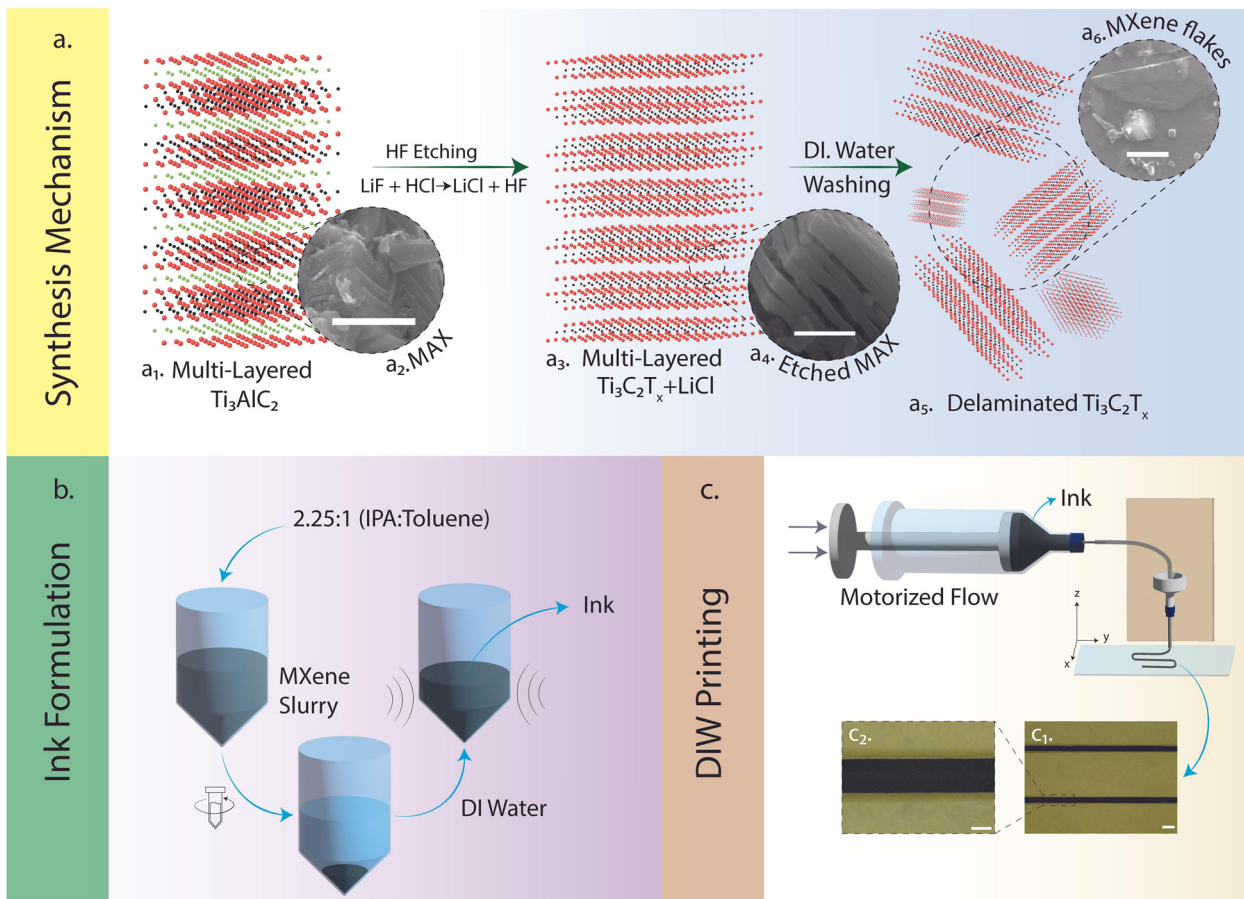 a.
Synthesis Mechanism
HF Etching
LiF + HCl→LiCl + HF
a₁. Multi-Layered
Ti₃AlC₂
a₂. MAX
a₃. Multi-Layered
Ti₃C₂Tₓ+LiCl
a₄. Etched MAX
DI. Water
Washing
a₅. Delaminated Ti₃C₂Tₓ
a₆. MXene flakes
b.
Ink Formulation
2.25:1 (IPA:Toluene)
MXene
Slurry
DI Water
Ink
c.
DIW Printing
Ink
Motorized Flow
z
y
x
C₂.
C₁.